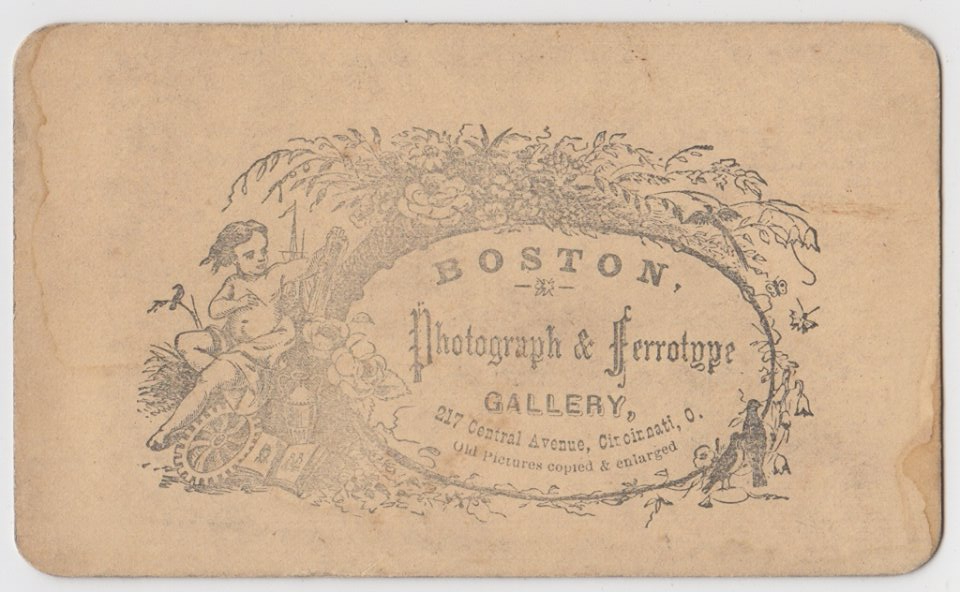 BOSTON,
Photograph & Ferrotype
GALLERY,
217 Central Avenue, Cincinnati, O.
Old Pictures copied & enlarged